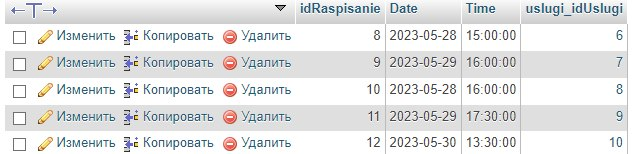 idRaspisanie Date Time uslugi_idUslugi
Изменить Копировать Удалить 8 2023-05-28 15:00:00 6
Изменить Копировать Удалить 9 2023-05-29 16:00:00 7
Изменить Копировать Удалить 10 2023-05-28 16:00:00 8
Изменить Копировать Удалить 11 2023-05-29 17:30:00 9
Изменить Копировать Удалить 12 2023-05-30 13:30:00 10